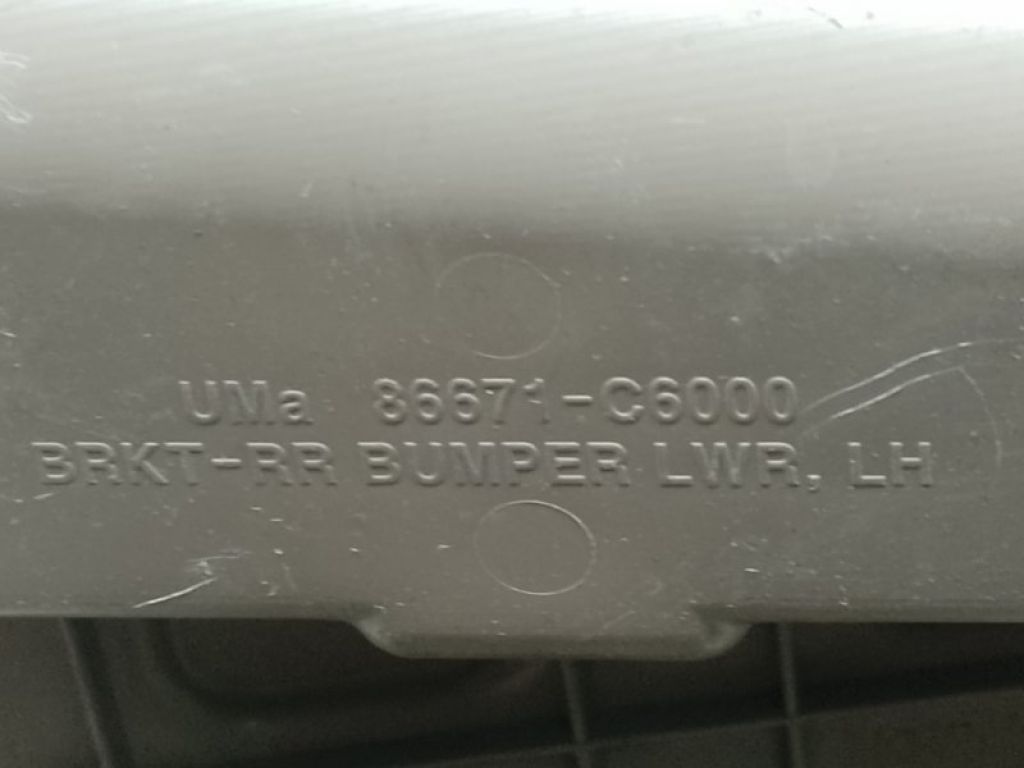 UMa 86671-C6000
BRKT-RR BUMPER LWR, LH